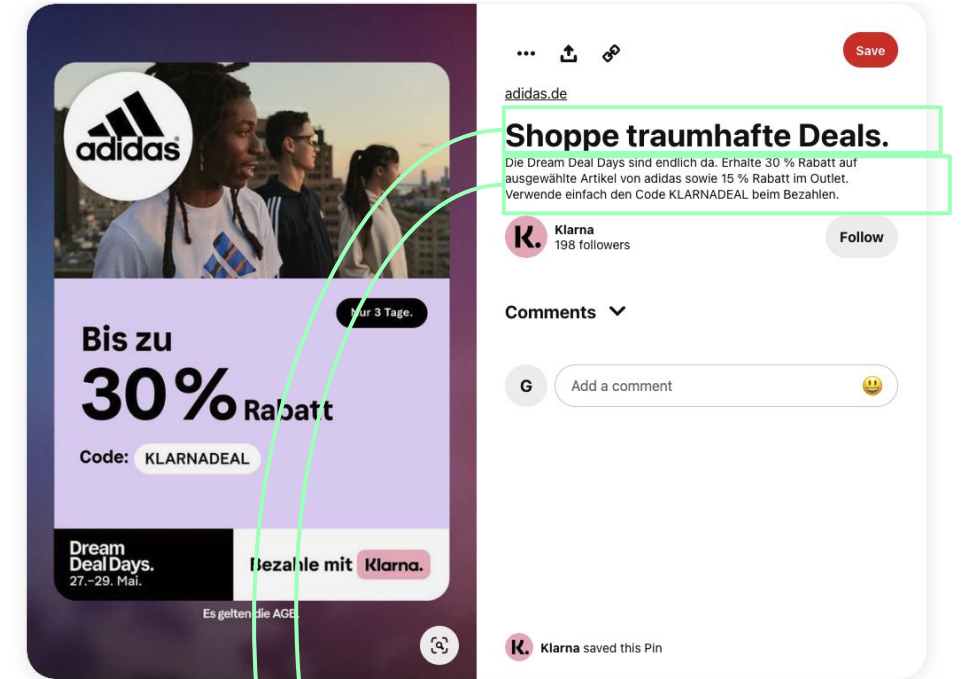 adidas
Nur 3 Tage.
Bis zu
30% Rabatt
Code: KLARNADEAL
Dream
Deal Days.
27.–29. Mai.
Bezahle mit Klarna.
Es gelten die AGB.
Save
adidas.de
Shoppe traumhafte Deals.
Die Dream Deal Days sind endlich da. Erhalte 30 % Rabatt auf
ausgewählte Artikel von adidas sowie 15 % Rabatt im Outlet.
Verwende einfach den Code KLARNADEAL beim Bezahlen.
K.
Klarna
198 followers
Follow
Comments
G
Add a comment
K.
Klarna saved this Pin